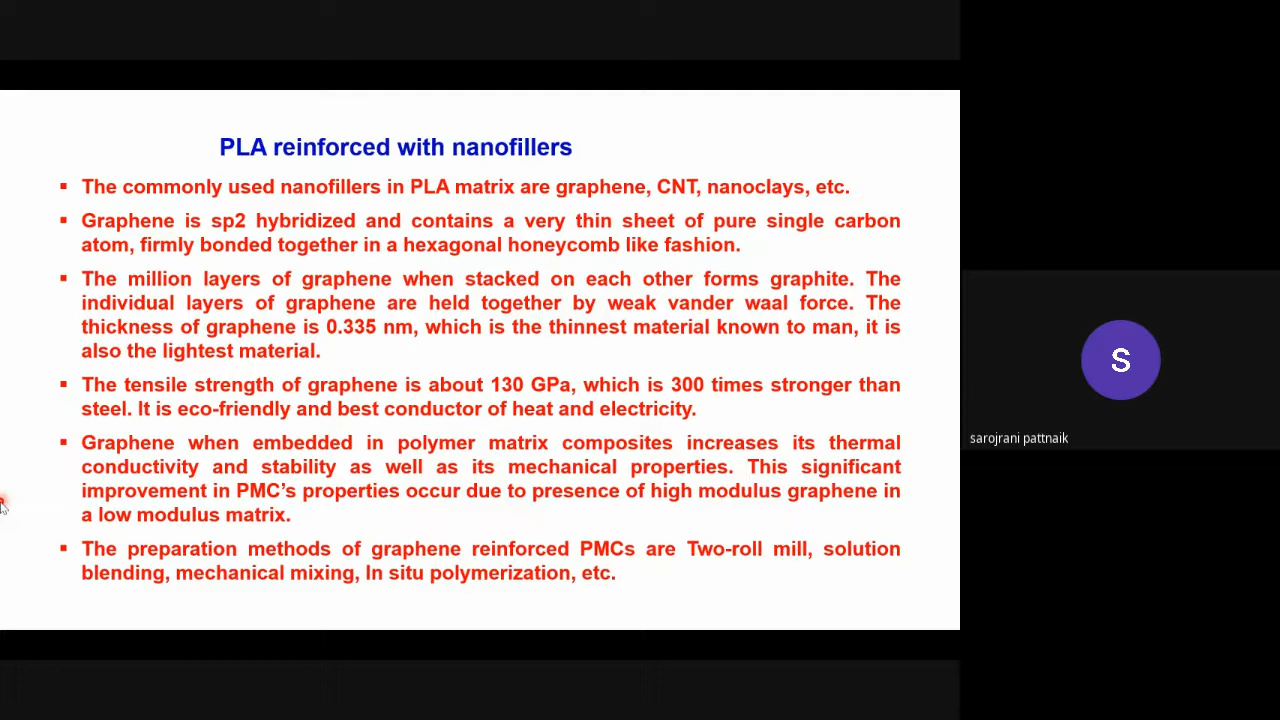 PLA reinforced with nanofillers
▪ The commonly used nanofillers in PLA matrix are graphene, CNT, nanoclays, etc.
▪ Graphene is sp2 hybridized and contains a very thin sheet of pure single carbon
atom, firmly bonded together in a hexagonal honeycomb like fashion.
▪ The million layers of graphene when stacked on each other forms graphite. The
individual layers of graphene are held together by weak vander waal force. The
thickness of graphene is 0.335 nm, which is the thinnest material known to man, it is
also the lightest material.
▪ The tensile strength of graphene is about 130 GPa, which is 300 times stronger than
steel. It is eco-friendly and best conductor of heat and electricity.
▪ Graphene when embedded in polymer matrix composites increases its thermal
conductivity and stability as well as its mechanical properties. This significant
improvement in PMC’s properties occur due to presence of high modulus graphene in
a low modulus matrix.
▪ The preparation methods of graphene reinforced PMCs are Two-roll mill, solution
blending, mechanical mixing, In situ polymerization, etc.
S
sarojrani pattnaik